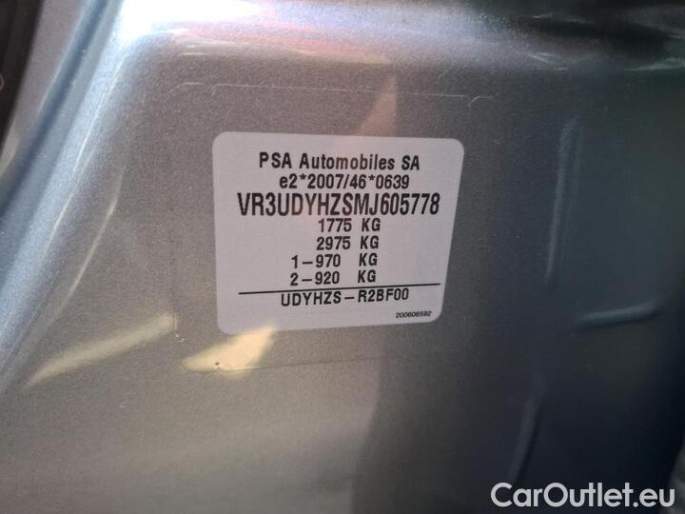 PSA Automobiles SA
e2*2007/46*0639
VR3UDYHZSMJ605778
1775 KG
2975 KG
1-970 KG
2-920 KG
UDYHZS-R2BF00
200606592
CarOutlet.eu